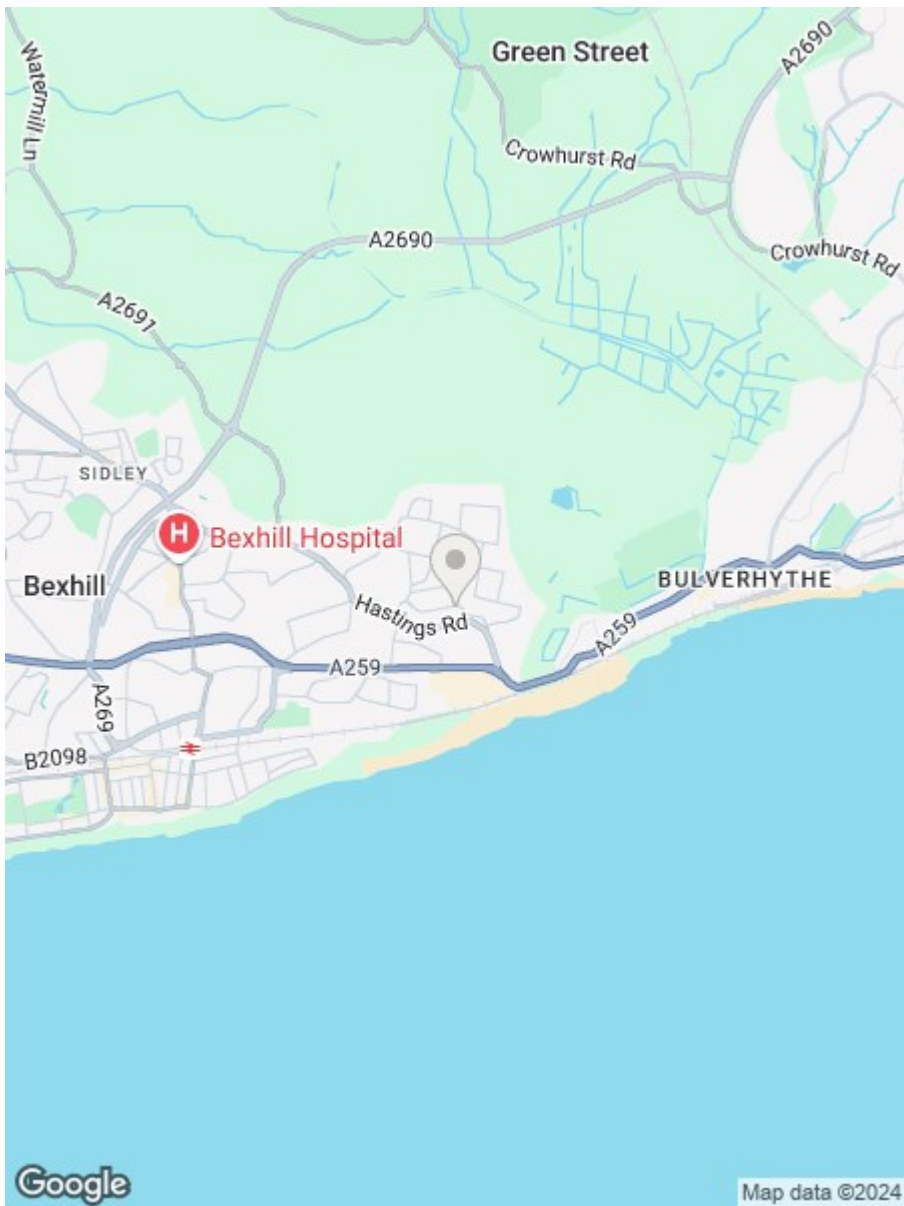 Green Street
A2690
Watermill Ln
Crowhurst Rd
A2690
Crowhurst Rd
A2691
SIDLEY
H
Bexhill Hospital
Bexhill
BULVERHYTHE
Hastings Rd
A259
A259
A269
B2098
Google
Map data ©2024